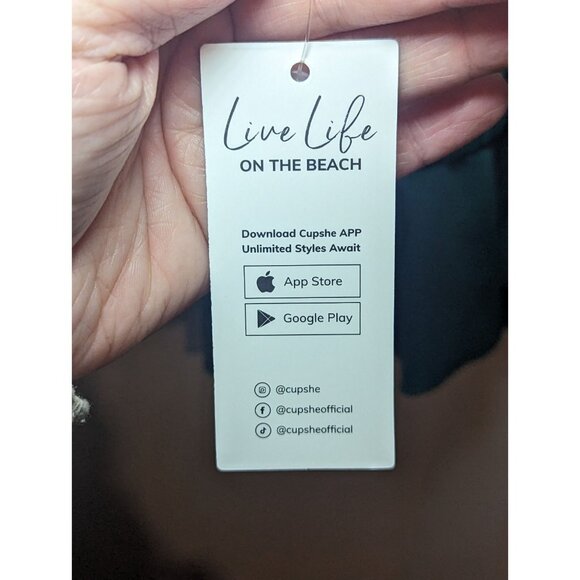 Live Life
ON THE BEACH
Download Cupshe APP
Unlimited Styles Await
App Store
Google Play
@cupshe
@cupsheofficial
@cupsheofficial